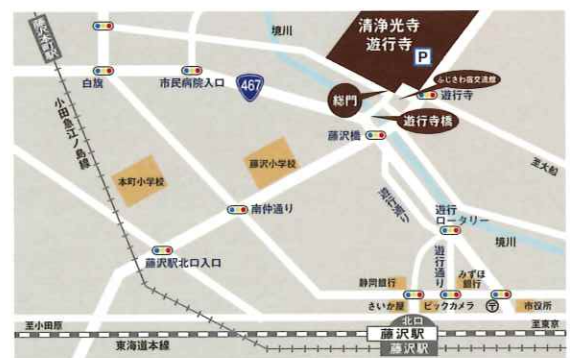 藤沢本町駅
境川
清浄光寺
遊行寺
P
ふじさわ宿交流館
白旗
市民病院入口
467
総門
遊行寺
遊行寺橋
藤沢橋
小田急江ノ島線
藤沢小学校
本町小学校
至大船
遊行通り
南仲通り
遊行
ロータリー
境川
藤沢駅北口入口
遊行通り
静岡銀行
みずほ
銀行
さいか屋
ビックカメラ
〒
市役所
北口
至小田原
藤沢駅
至東京
東海道本線
藤沢駅